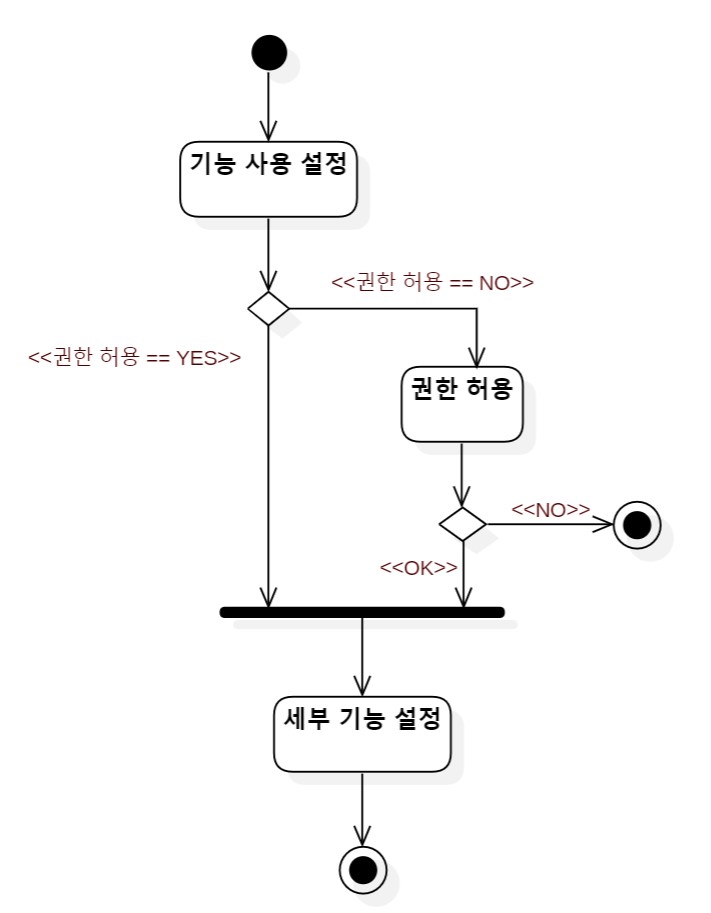 기능 사용 설정
<<권한 허용 == NO>>
<<권한 허용 == YES>>
권한 허용
<<NO>>
<<OK>>
세부 기능 설정